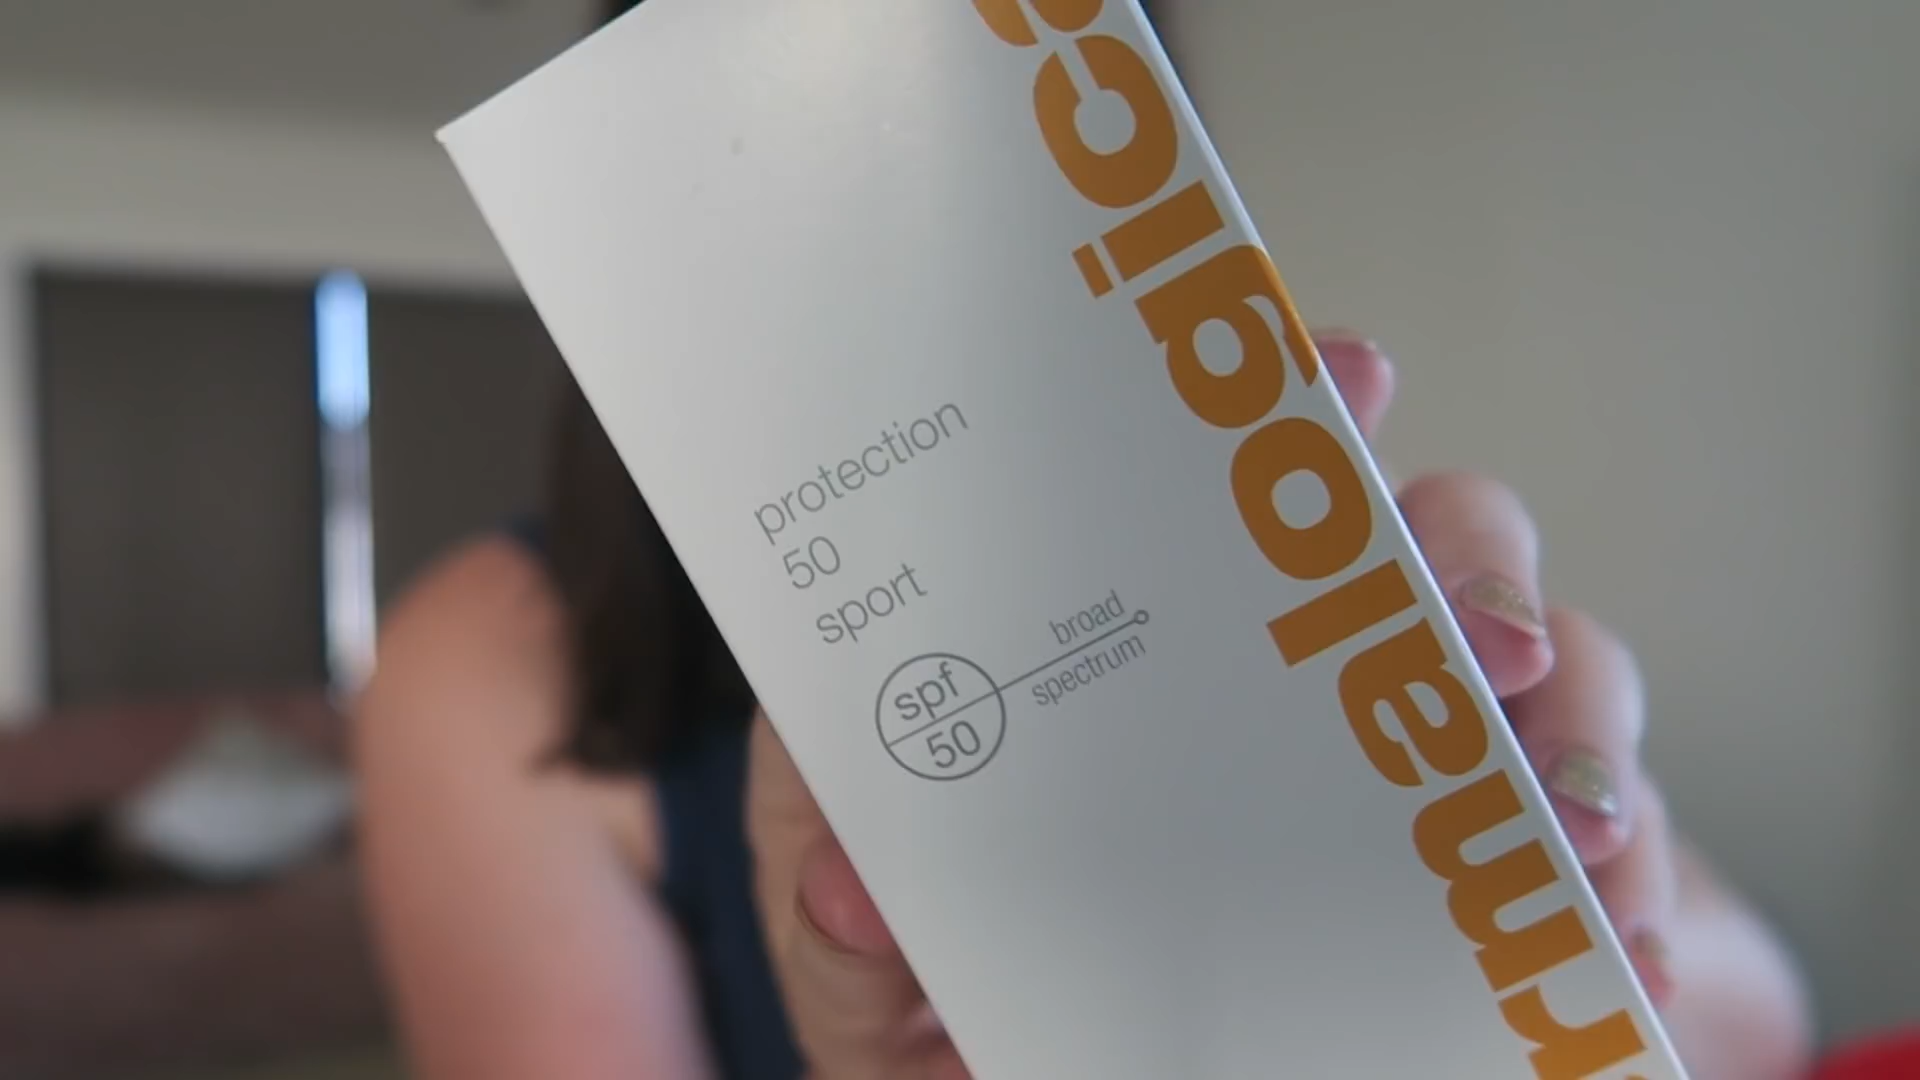 protection
50
sport
spf
50
broad
spectrum
rmalogica